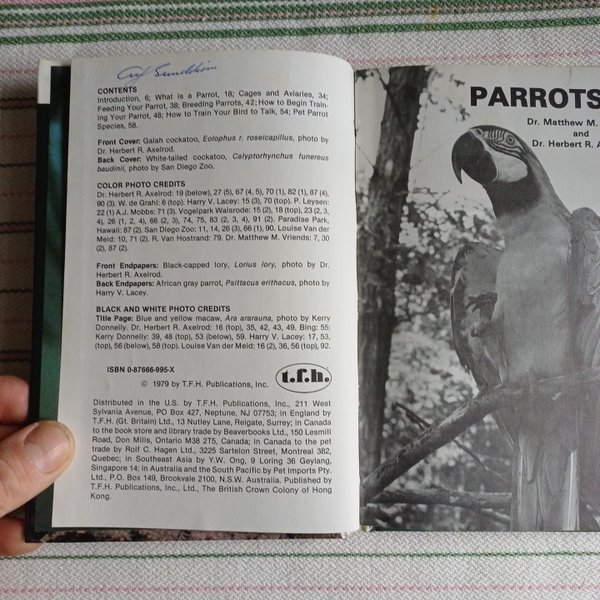 CONTENTS
Introduction, 6; What is a Parrot, 18; Cages and Aviaries, 34;
Feeding Your Parrot, 38; Breeding Parrots, 42; How to Begin Train-
ing Your Parrot, 48; How to Train Your Bird to Talk, 54; Pet Parrot
Species, 58.
Front Cover: Galah cockatoo, Eolophus r. roseicapillus, photo by
Dr. Herbert R. Axelrod.
Back Cover: White-tailed cockatoo, Calyptorhynchus funereus
baudinii, photo by San Diego Zoo.
COLOR PHOTO CREDITS
Dr. Herbert R. Axelrod: 19 (below), 27 (5), 67 (4, 5), 70 (1), 82 (1), 87 (4),
90 (3). W. de Grahl: 6 (top). Harry V. Lacey: 15 (3), 70 (top). P. Leysen:
22 (1) A.J. Mobbs: 71 (3). Vogelpark Walsrode: 15 (2), 18 (top), 23 (2, 3,
4), 26 (1, 2, 4), 66 (2, 3), 74, 75, 83 (2, 3, 4), 91 (2). Paradise Park,
Hawaii: 87 (2). San Diego Zoo: 11, 14, 26 (3), 66 (1), 90. Louise Van der
Meid: 10, 71 (2). R. Van Nostrand: 79. Dr. Matthew M. Vriends: 7, 30
(2), 87 (2).
Front Endpapers: Black-capped lory, Lorius lory, photo by Dr.
Herbert R. Axelrod.
Back Endpapers: African gray parrot, Psittacus erithacus, photo by
Harry V. Lacey.
BLACK AND WHITE PHOTO CREDITS
Title Page: Blue and yellow macaw, Ara ararauna, photo by Kerry
Donnelly. Dr. Herbert R. Axelrod: 16 (top), 35, 42, 43, 49. Bing: 55:
Kerry Donnelly: 39, 48 (top), 53 (below), 59. Harry V. Lacey: 17, 53,
(top), 56 (below), 58 (top). Louise Van der Meid: 16 (2), 36, 56 (top), 92.
ISBN 0-87666-995-X
© 1979 by T.F.H. Publications, Inc.
t.f.h.
Distributed in the U.S. by T.F.H. Publications, Inc., 211 West
Sylvania Avenue, PO Box 427, Neptune, NJ 07753; in England by
T.F.H. (Gt. Britain) Ltd., 13 Nutley Lane, Reigate, Surrey; in Canada to
the book store and library trade by Beaverbooks Ltd., 150 Lesmill
Road, Don Mills, Ontario M38 2T5, Canada; in Canada to the pet
trade by Rolf C. Hagen Ltd., 3225 Sartelon Street, Montreal 382,
Quebec; in Southeast Asia by Y.W. Ong, 9 Lorong 36 Geylang,
Singapore 14; in Australia and the South Pacific by Pet Imports Pty.
Ltd., P.O. Box 149, Brookvale 2100, N.S.W. Australia. Published by
T.F.H. Publications, Inc., Ltd., The British Crown Colony of Hong
Kong.
PARROTS
Dr. Matthew M.
and
Dr. Herbert R. A